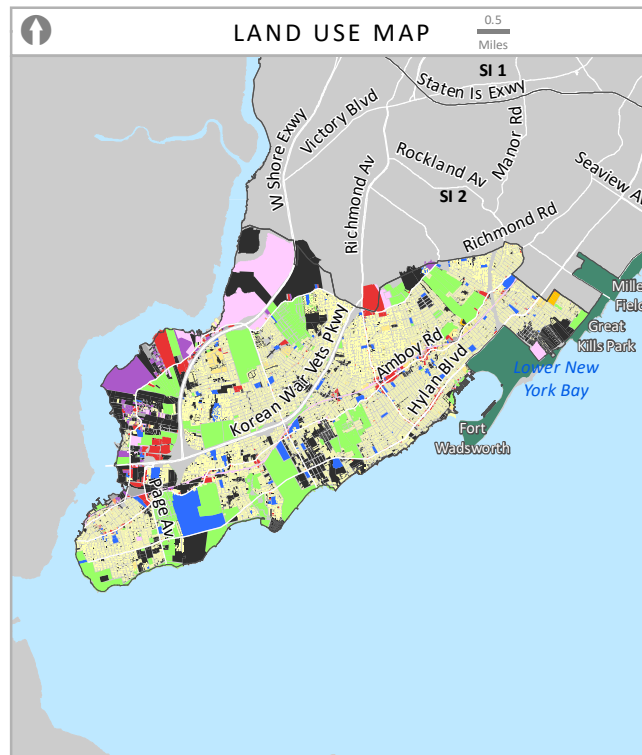 LAND USE MAP
0.5
Miles
SI 1
Staten Is Exwy
Victory Blvd
W Shore Exwy
Richmond Av
Rockland Av
Manor Rd
Seaview Av
SI 2
Richmond Rd
Mille
Field
Great
Kills Park
Korean War Vets Pkwy
Amboy Rd
Hylan Blvd
Lower New
York Bay
Fort
Wadsworth
Page Av